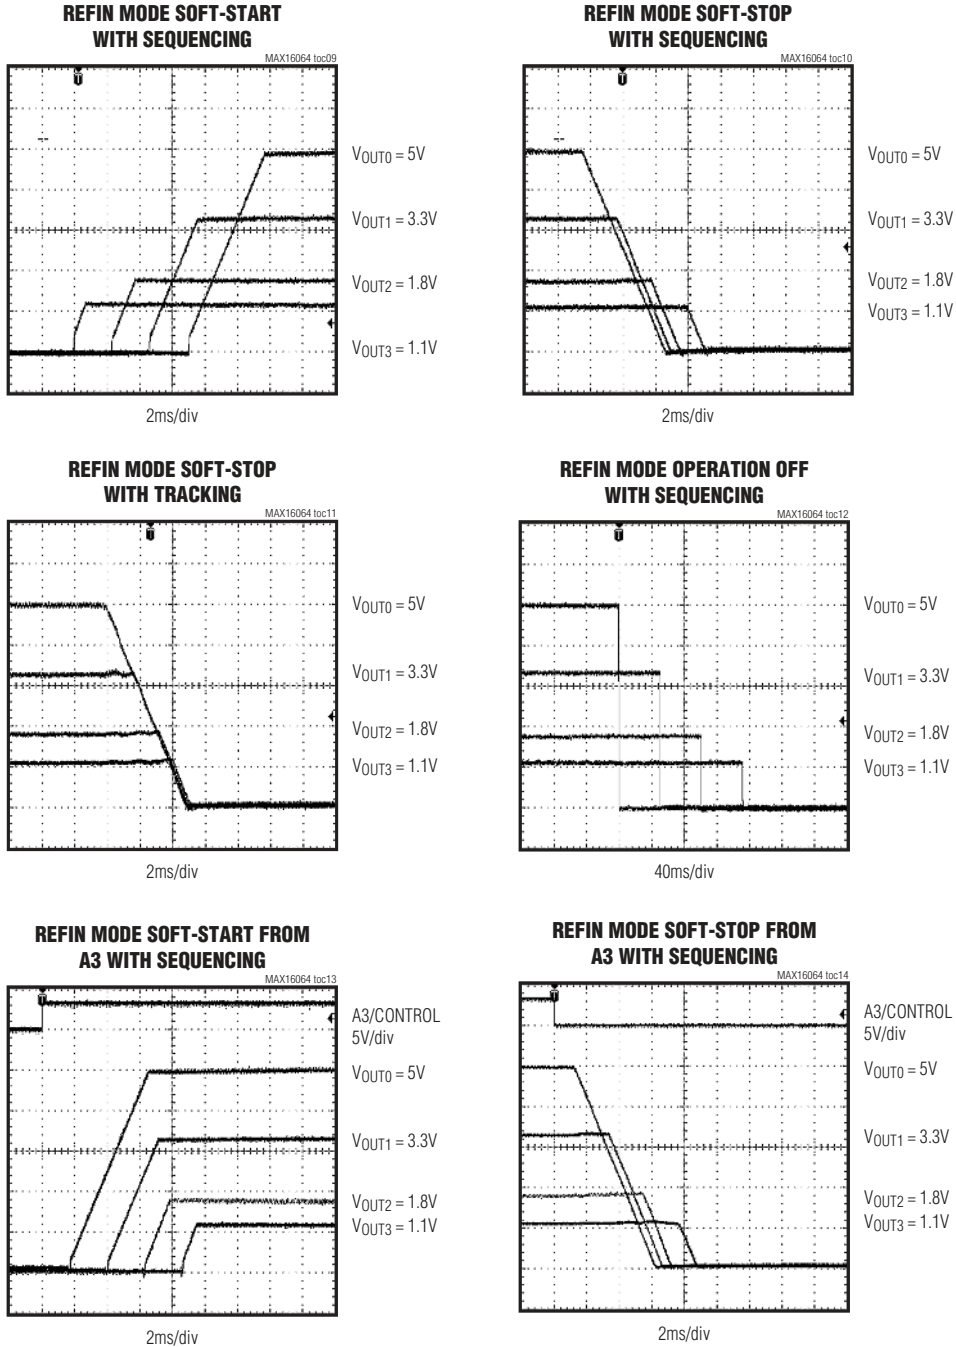 REFIN MODE SOFT-START
WITH SEQUENCING
MAX16064 toc09
VOUT0 = 5V
VOUT1 = 3.3V
VOUT2 = 1.8V
VOUT3 = 1.1V
2ms/div
REFIN MODE SOFT-STOP
WITH SEQUENCING
MAX16064 toc10
VOUT0 = 5V
VOUT1 = 3.3V
VOUT2 = 1.8V
VOUT3 = 1.1V
2ms/div
REFIN MODE SOFT-STOP
WITH TRACKING
MAX16064 toc11
VOUT0 = 5V
VOUT1 = 3.3V
VOUT2 = 1.8V
VOUT3 = 1.1V
2ms/div
REFIN MODE OPERATION OFF
WITH SEQUENCING
MAX16064 toc12
VOUT0 = 5V
VOUT1 = 3.3V
VOUT2 = 1.8V
VOUT3 = 1.1V
40ms/div
REFIN MODE SOFT-START FROM
A3 WITH SEQUENCING
MAX16064 toc13
A3/CONTROL
5V/div
VOUT0 = 5V
VOUT1 = 3.3V
VOUT2 = 1.8V
VOUT3 = 1.1V
2ms/div
REFIN MODE SOFT-STOP FROM
A3 WITH SEQUENCING
MAX16064 toc14
A3/CONTROL
5V/div
VOUT0 = 5V
VOUT1 = 3.3V
VOUT2 = 1.8V
VOUT3 = 1.1V
2ms/div